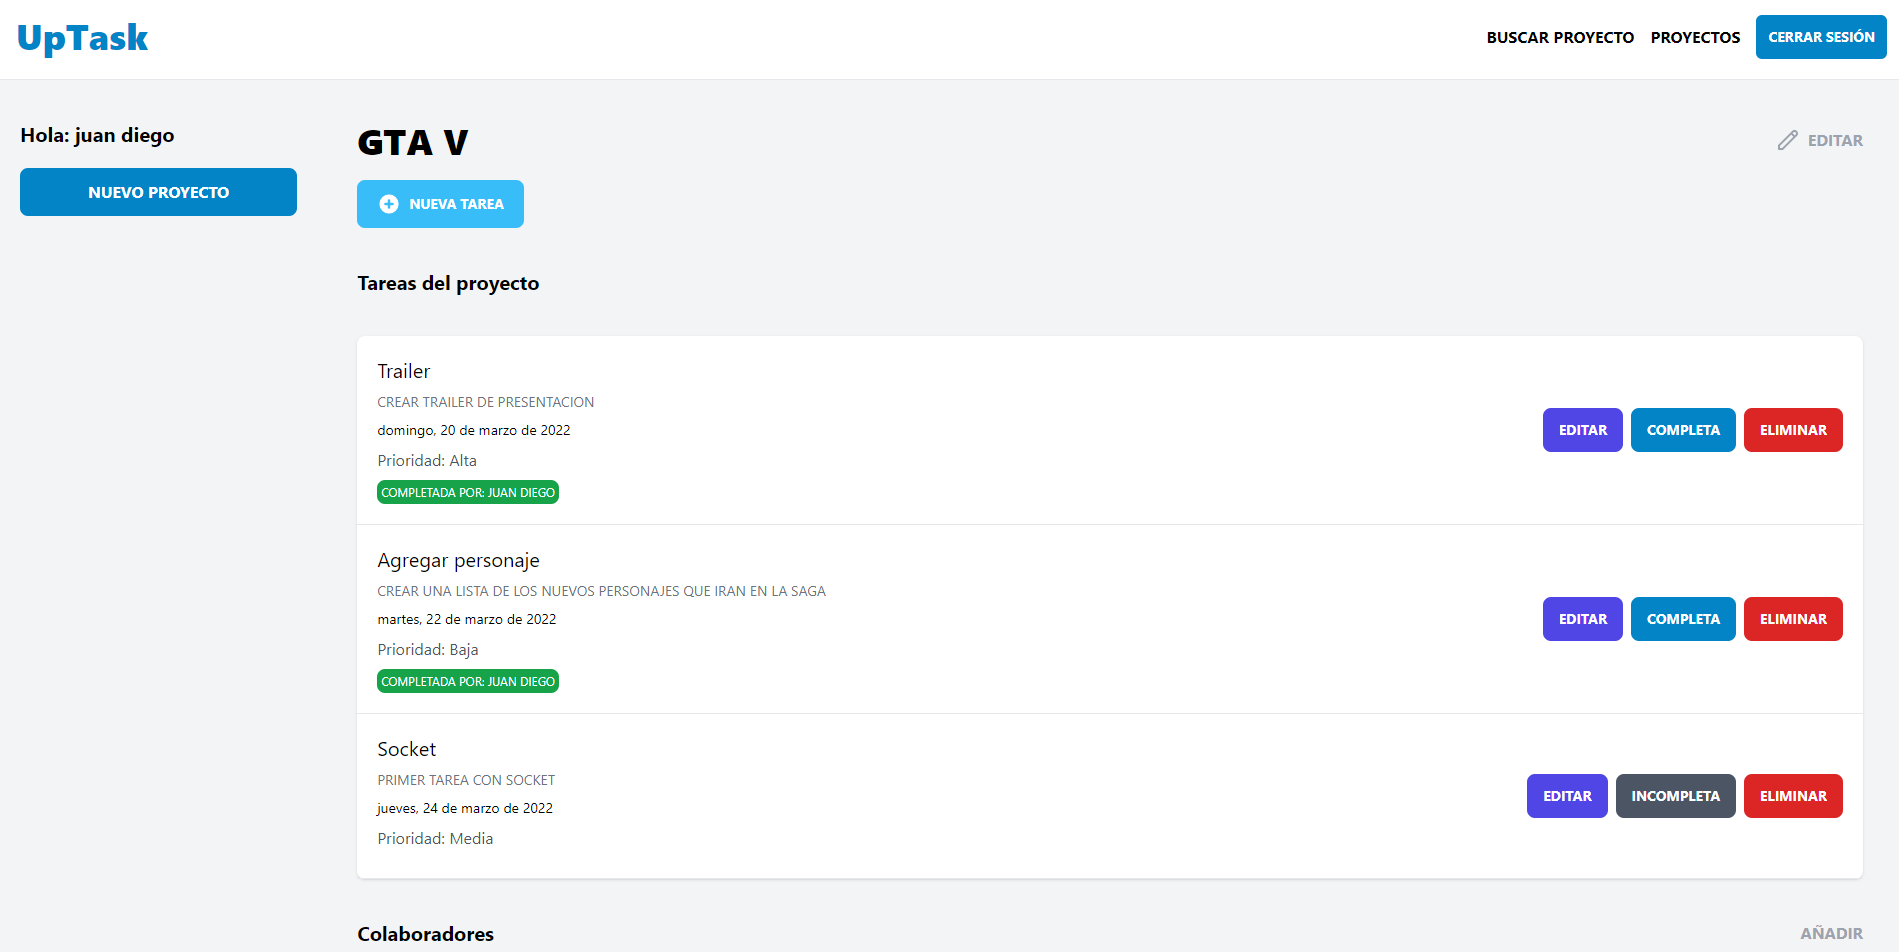 UpTask
BUSCAR PROYECTO PROYECTOS CERRAR SESIÓN
Hola: juan diego
NUEVO PROYECTO
GTA V
EDITAR
NUEVA TAREA
Tareas del proyecto
Trailer
CREAR TRAILER DE PRESENTACION
domingo, 20 de marzo de 2022
Prioridad: Alta
COMPLETADA POR: JUAN DIEGO
EDITAR COMPLETA ELIMINAR
Agregar personaje
CREAR UNA LISTA DE LOS NUEVOS PERSONAJES QUE IRAN EN LA SAGA
martes, 22 de marzo de 2022
Prioridad: Baja
COMPLETADA POR: JUAN DIEGO
EDITAR COMPLETA ELIMINAR
Socket
PRIMER TAREA CON SOCKET
jueves, 24 de marzo de 2022
Prioridad: Media
EDITAR INCOMPLETA ELIMINAR
Colaboradores
AÑADIR